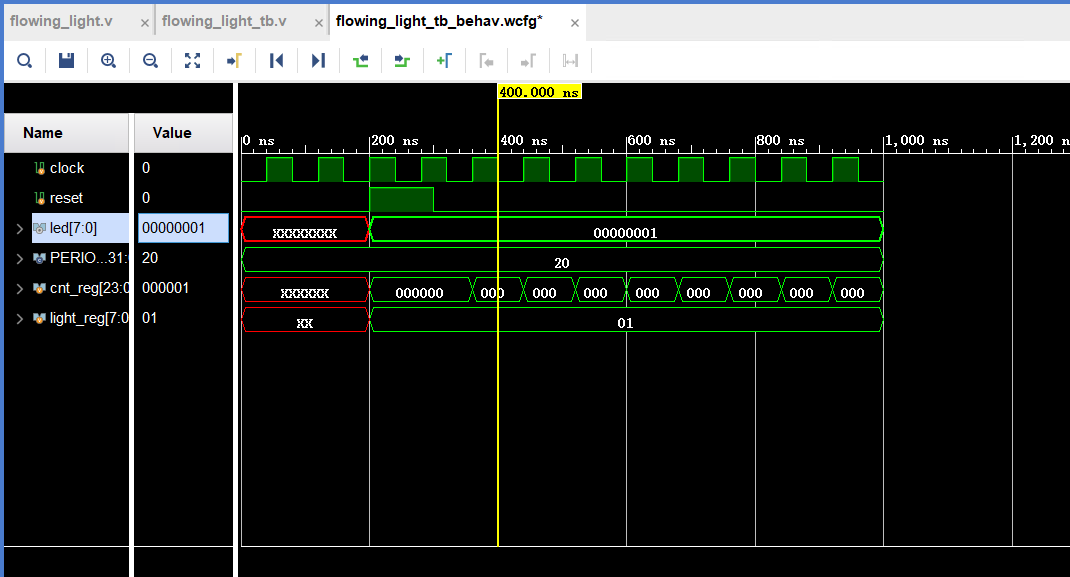 flowing_light.v × flowing_light_tb.v × flowing_light_tb_behav.wcfg* ×
400.000 ns
Name Value
0 ns 200 ns 400 ns 600 ns 800 ns 1,000 ns 1,200 n
clock 0
reset 0
led[7:0] 00000001 XXXXXXXX 00000001
PERIO...31: 20 20
cnt_reg[23:0 000001 XXXXXX 000000 000 000 000 000 000 000 000 000
light_reg[7:0 01 XX 01